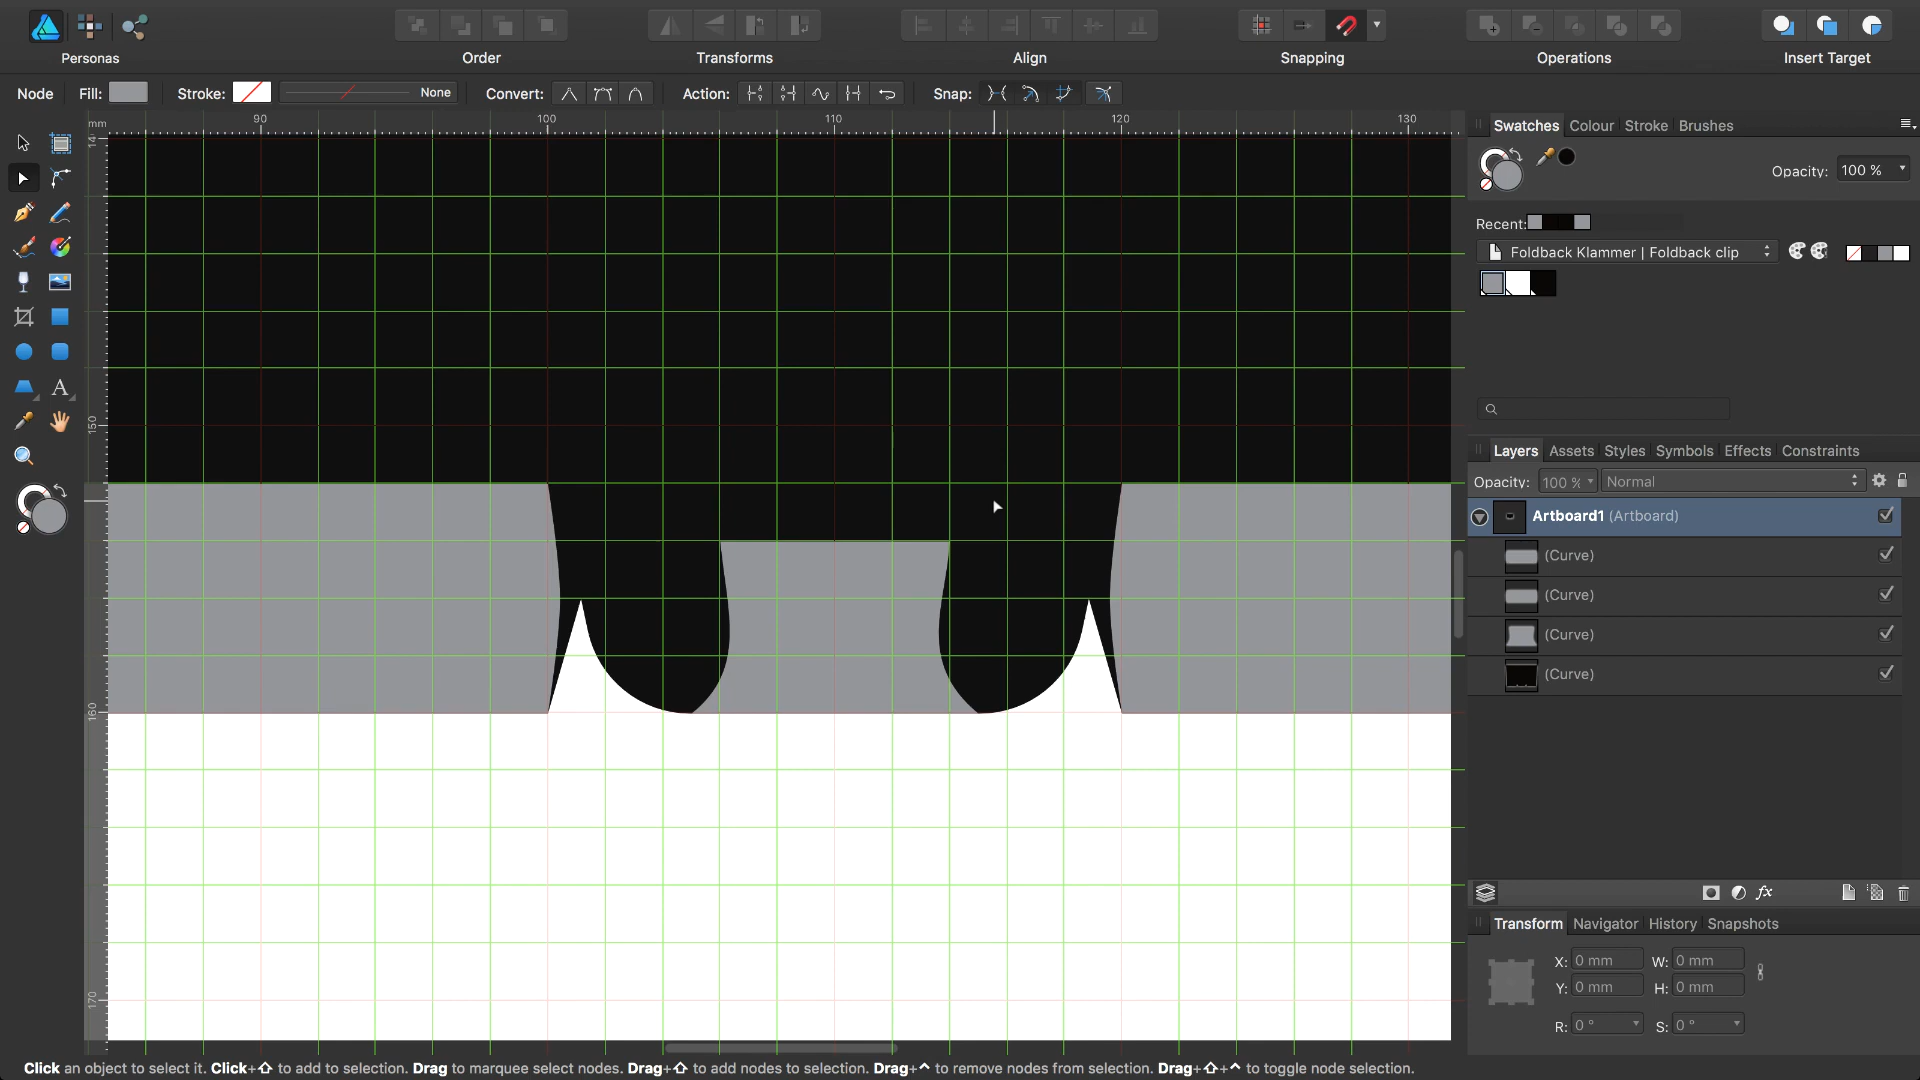 Personas
Order
Transforms
Align
Snapping
Operations
Insert Target
Node
Fill:
Stroke:
None
Convert:
Action:
Snap:
mm
90
100
110
120
130
150
160
170
Swatches
Colour
Stroke
Brushes
Opacity:
100 %
Recent:
Foldback Klammer | Foldback clip
Layers
Assets
Styles
Symbols
Effects
Constraints
Opacity:
100 %
Normal
Artboard1 (Artboard)
(Curve)
(Curve)
(Curve)
(Curve)
Transform
Navigator
History
Snapshots
X: 0 mm
W: 0 mm
Y: 0 mm
H: 0 mm
R: 0 °
S: 0 °
Click an object to select it. Click+⇧ to add to selection. Drag to marquee select nodes. Drag+⇧ to add nodes to selection. Drag+⌃ to remove nodes from selection. Drag+⇧+⌃ to toggle node selection.